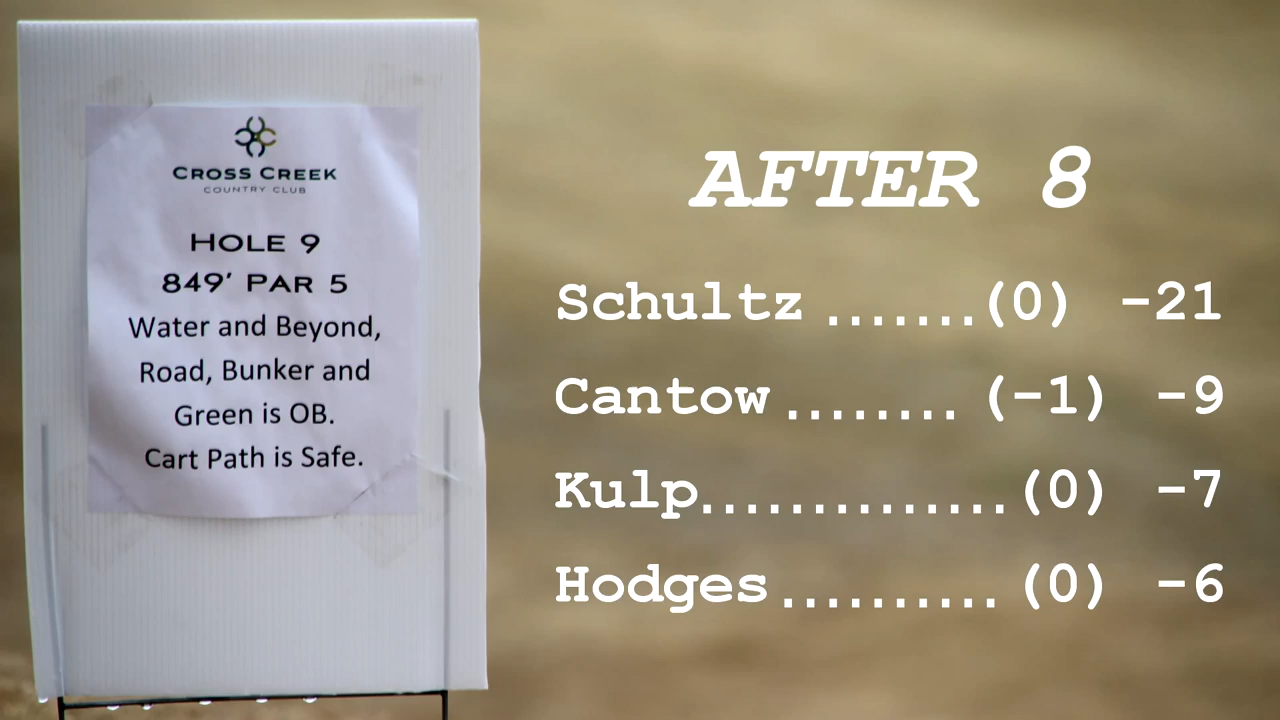 CROSS CREEK
COUNTRY CLUB
HOLE 9
849' PAR 5
Water and Beyond,
Road, Bunker and
Green is OB.
Cart Path is Safe.
AFTER 8
Schultz .......(0) -21
Cantow ........ (-1) -9
Kulp.............. (0) -7
Hodges .......... (0) -6